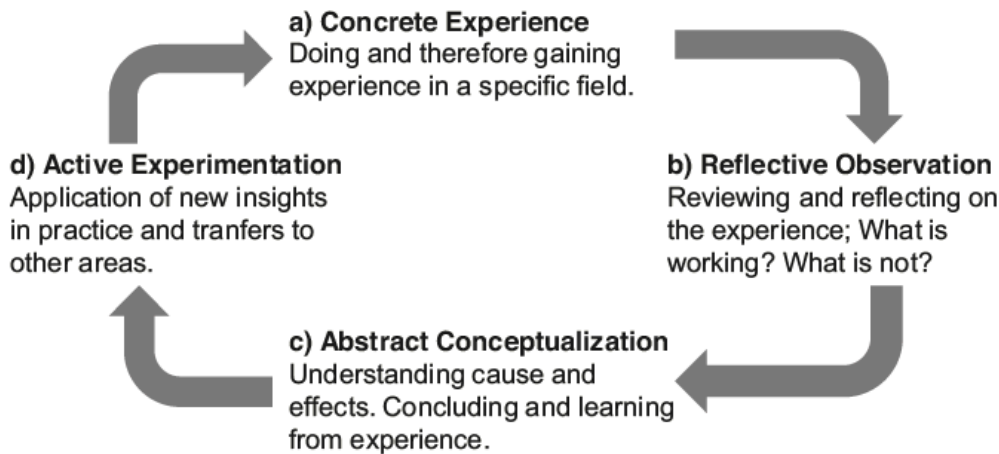 a) Concrete Experience
Doing and therefore gaining
experience in a specific field.
b) Reflective Observation
Reviewing and reflecting on
the experience; What is
working? What is not?
c) Abstract Conceptualization
Understanding cause and
effects. Concluding and learning
from experience.
d) Active Experimentation
Application of new insights
in practice and tranfers to
other areas.